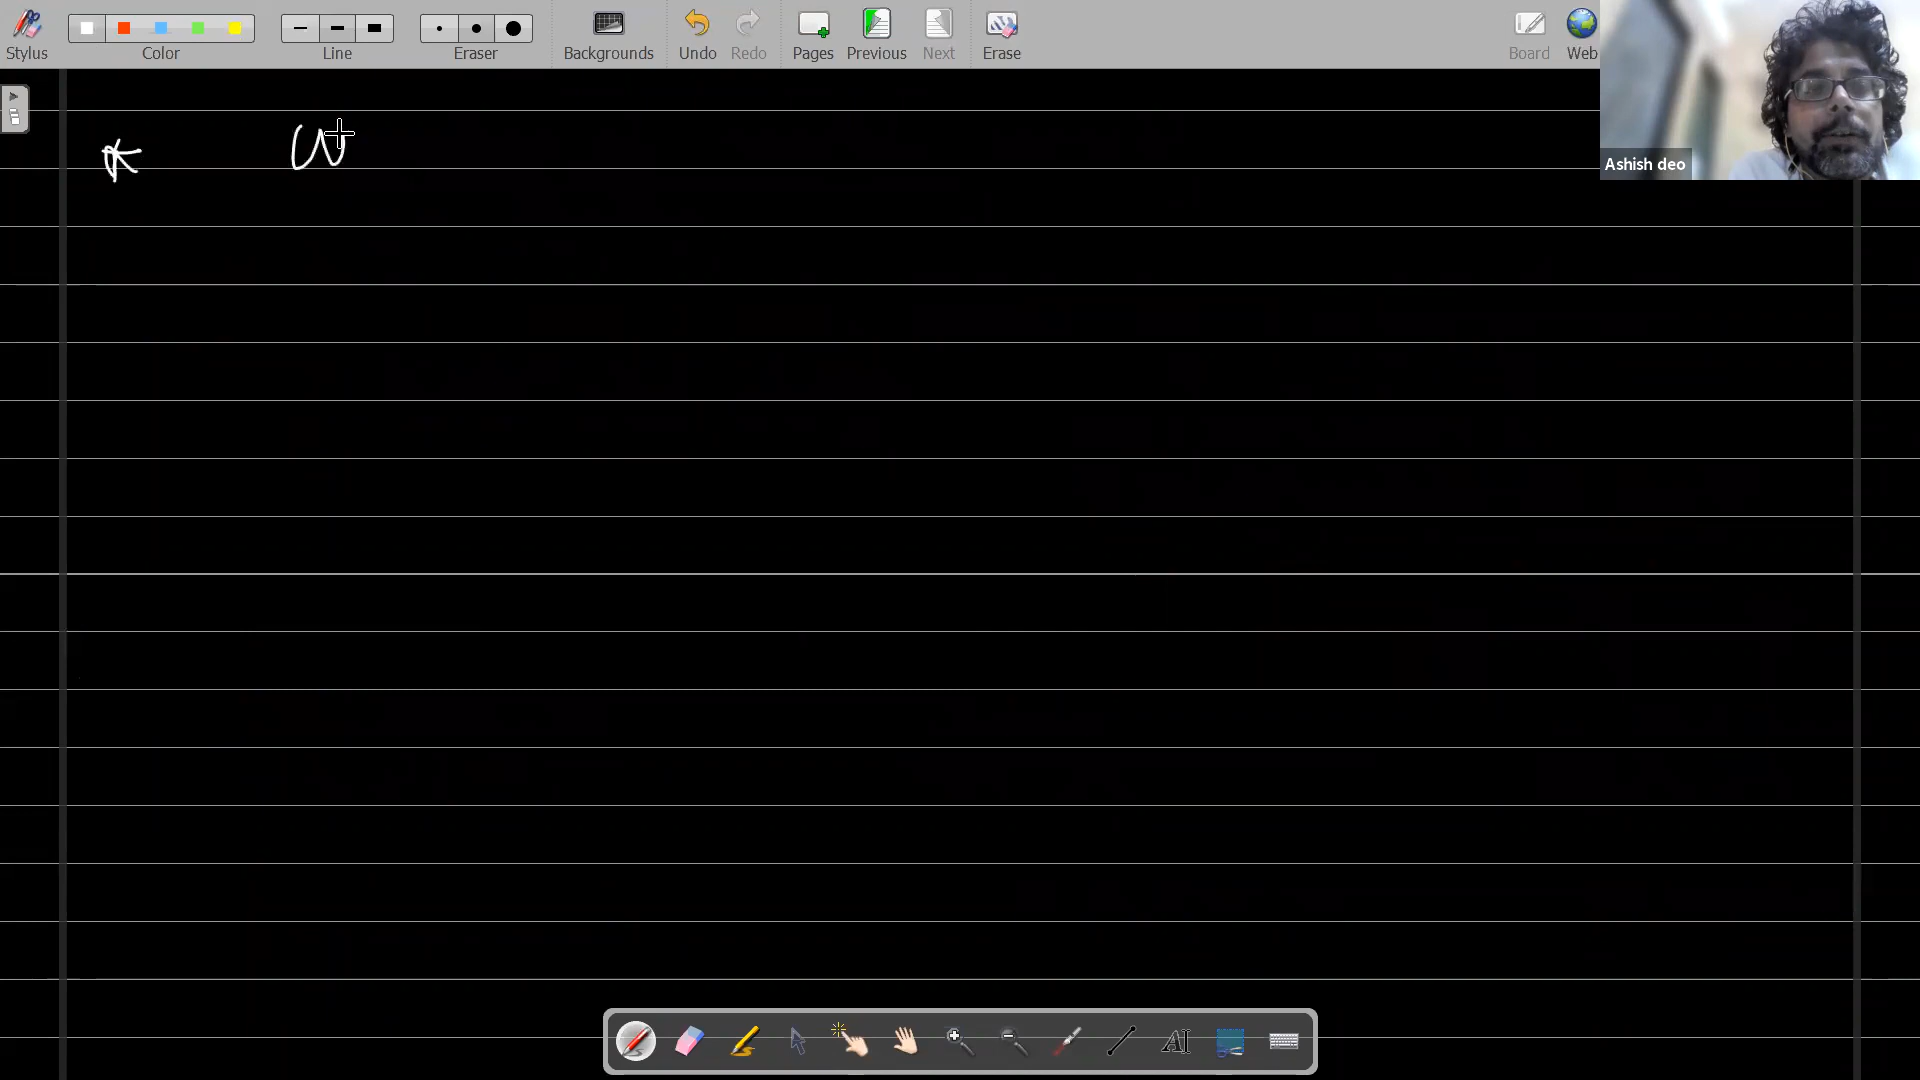 Stylus Color Line Eraser Backgrounds Undo Redo Pages Previous Next Erase Board Web
Ashish deo
* W